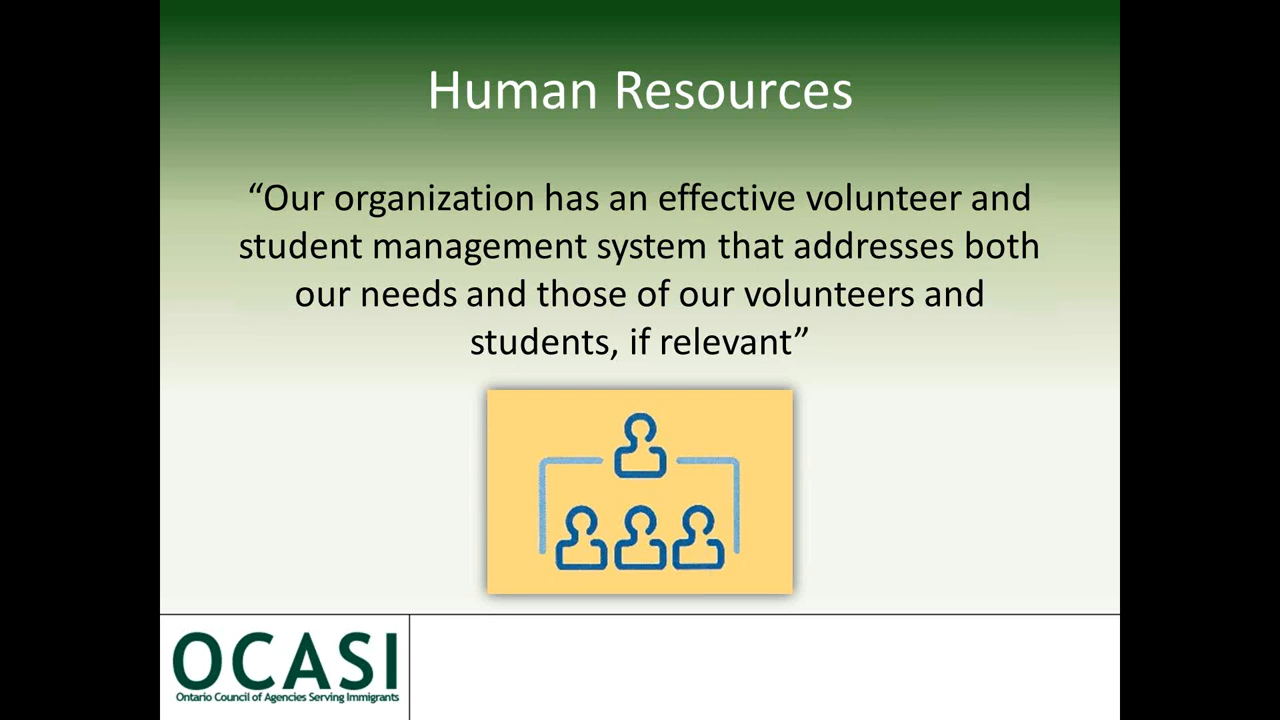 Human Resources
“Our organization has an effective volunteer and
student management system that addresses both
our needs and those of our volunteers and
students, if relevant”
OCASI
Ontario Council of Agencies Serving Immigrants